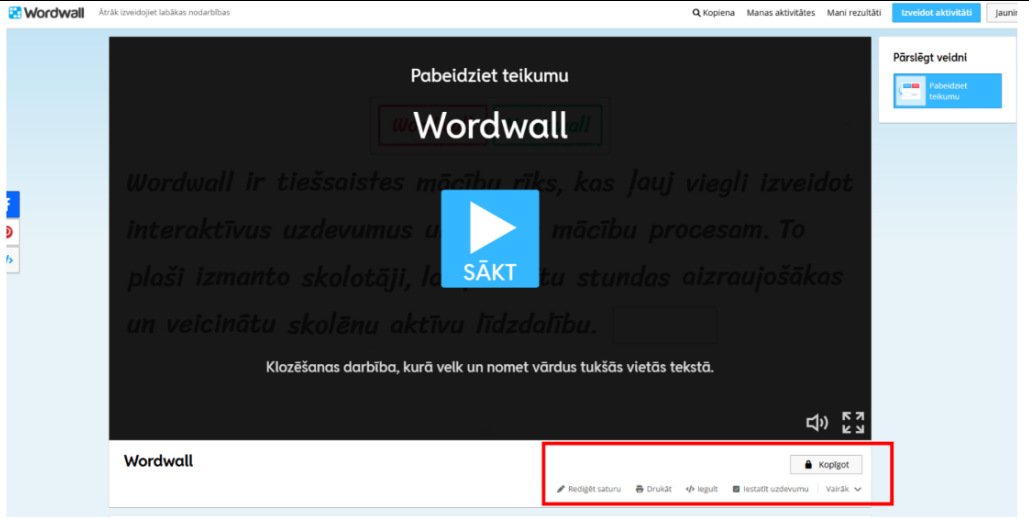 Wordwall Ātrāk izveidojiet labākas nodarbības Kopiena Manas aktivitātes Mani rezultāti Izveidot aktivitāti
Pārslēgt veidni
Pabeidziet
teikumu
Pabeidziet teikumu
Wordwall
Wordwall ir tiešsaistes mācību rīks, kas ļauj viegli izveidot
interaktīvus uzdevumus mācību procesam. To
plaši izmanto skolotāji, stundas aizraujošākas
un veicinātu skolēnu aktīvu līdzdalību.
SĀKT
Klozēšanas darbība, kurā velk un nomet vārdus tukšās vietās tekstā.
Wordwall
Kopīgot
Rediģēt saturu Drukāt Iegult Iestatīt uzdevumu Vairāk